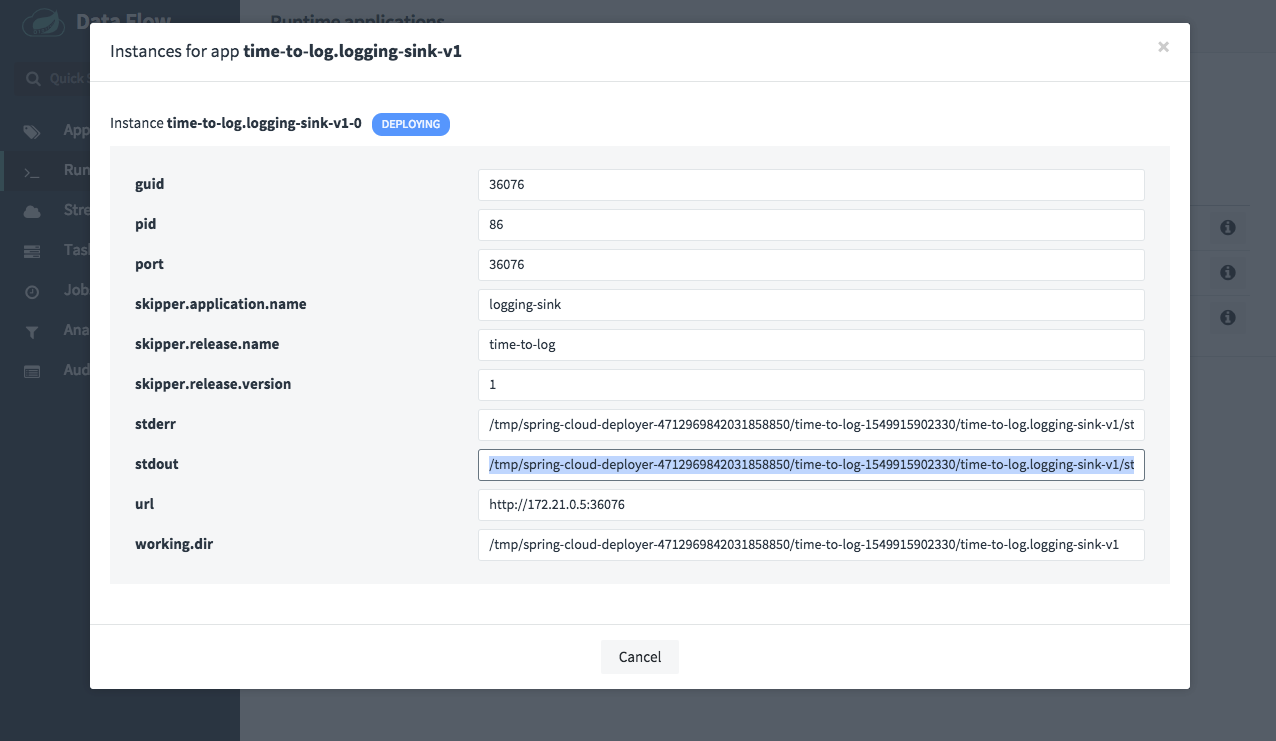 Data Flow
Runtime applications
Instances for app time-to-log.logging-sink-v1
×
Quick
Instance time-to-log.logging-sink-v1-0 DEPLOYING
App
Run
Stre
Task
Job
Ana
Aud
guid 36076
pid 86
port 36076
skipper.application.name logging-sink
skipper.release.name time-to-log
skipper.release.version 1
stderr /tmp/spring-cloud-deployer-4712969842031858850/time-to-log-1549915902330/time-to-log.logging-sink-v1/st
stdout /tmp/spring-cloud-deployer-4712969842031858850/time-to-log-1549915902330/time-to-log.logging-sink-v1/st
url http://172.21.0.5:36076
working.dir /tmp/spring-cloud-deployer-4712969842031858850/time-to-log-1549915902330/time-to-log.logging-sink-v1
Cancel